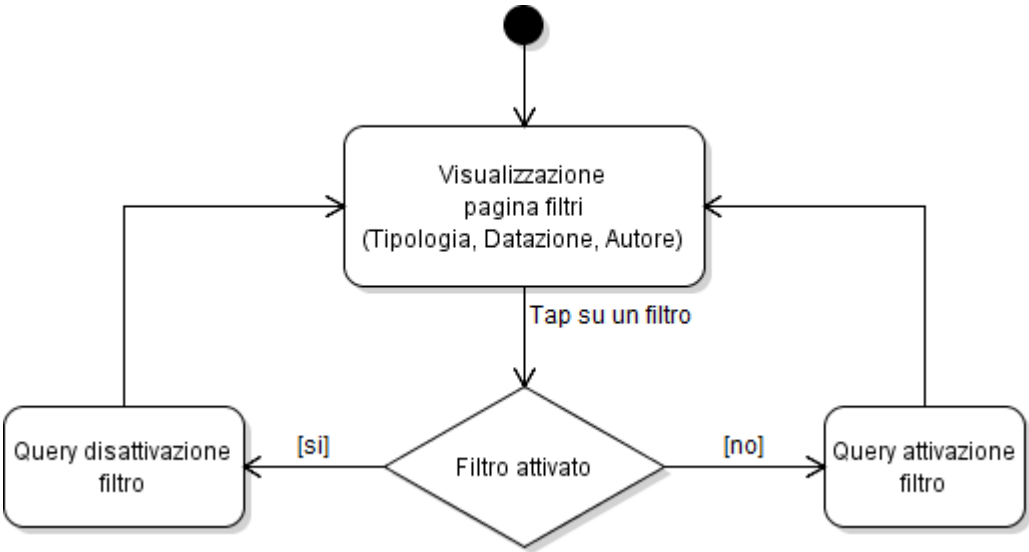 Visualizzazione
pagina filtri
(Tipologia, Datazione, Autore)
Tap su un filtro
Query disattivazione
filtro
[si]
Filtro attivato
[no]
Query attivazione
filtro